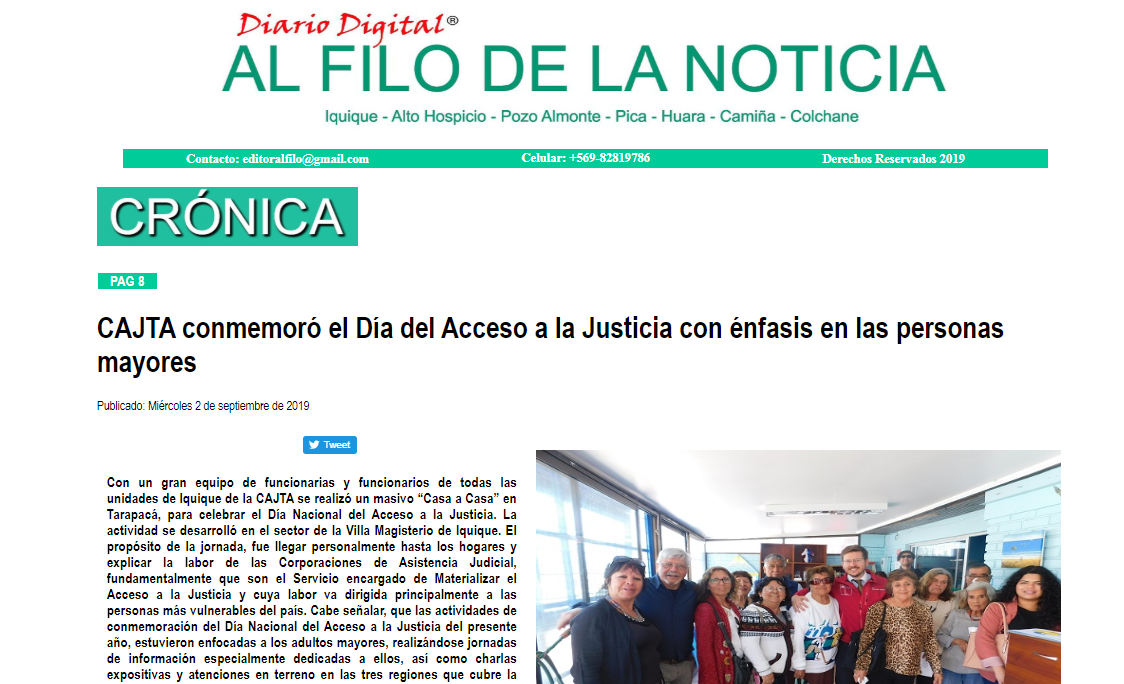 Diario Digital®
AL FILO DE LA NOTICIA
Iquique - Alto Hospicio - Pozo Almonte - Pica - Huara - Camiña - Colchane
Contacto: editoralfilo@gmail.com Celular: +569-82819786 Derechos Reservados 2019
CRÓNICA
PAG 8
CAJTA conmemoró el Día del Acceso a la Justicia con énfasis en las personas
mayores
Publicado: Miércoles 2 de septiembre de 2019
Tweet
Con un gran equipo de funcionarias y funcionarios de todas las
unidades de Iquique de la CAJTA se realizó un masivo “Casa a Casa” en
Tarapacá, para celebrar el Día Nacional del Acceso a la Justicia. La
actividad se desarrolló en el sector de la Villa Magisterio de Iquique. El
propósito de la jornada, fue llegar personalmente hasta los hogares y
explicar la labor de las Corporaciones de Asistencia Judicial,
fundamentalmente que son el Servicio encargado de Materializar el
Acceso a la Justicia y cuya labor va dirigida principalmente a las
personas más vulnerables del país. Cabe señalar, que las actividades de
conmemoración del Día Nacional del Acceso a la Justicia del presente
año, estuvieron enfocadas a los adultos mayores, realizándose jornadas
de información especialmente dedicadas a ellos, así como charlas
expositivas y atenciones en terreno en las tres regiones que cubre la